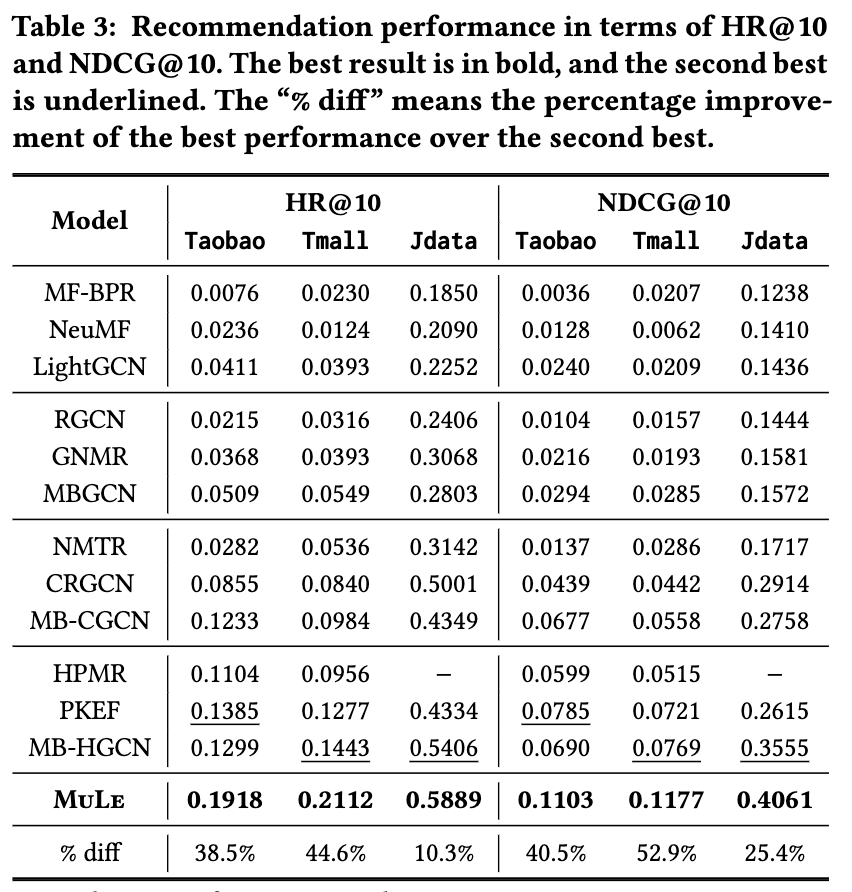 Table 3: Recommendation performance in terms of HR@10
and NDCG@10. The best result is in bold, and the second best
is underlined. The “% diff” means the percentage improve-
ment of the best performance over the second best.
Model HR@10 NDCG@10
Taobao Tmall Jdata Taobao Tmall Jdata
MF-BPR 0.0076 0.0230 0.1850 0.0036 0.0207 0.1238
NeuMF 0.0236 0.0124 0.2090 0.0128 0.0062 0.1410
LightGCN 0.0411 0.0393 0.2252 0.0240 0.0209 0.1436
RGCN 0.0215 0.0316 0.2406 0.0104 0.0157 0.1444
GNMR 0.0368 0.0393 0.3068 0.0216 0.0193 0.1581
MBGCN 0.0509 0.0549 0.2803 0.0294 0.0285 0.1572
NMTR 0.0282 0.0536 0.3142 0.0137 0.0286 0.1717
CRGCN 0.0855 0.0840 0.5001 0.0439 0.0442 0.2914
MB-CGCN 0.1233 0.0984 0.4349 0.0677 0.0558 0.2758
HPMR 0.1104 0.0956 – 0.0599 0.0515 –
PKEF 0.1385 0.1277 0.4334 0.0785 0.0721 0.2615
MB-HGCN 0.1299 0.1443 0.5406 0.0690 0.0769 0.3555
MuLe 0.1918 0.2112 0.5889 0.1103 0.1177 0.4061
% diff 38.5% 44.6% 10.3% 40.5% 52.9% 25.4%